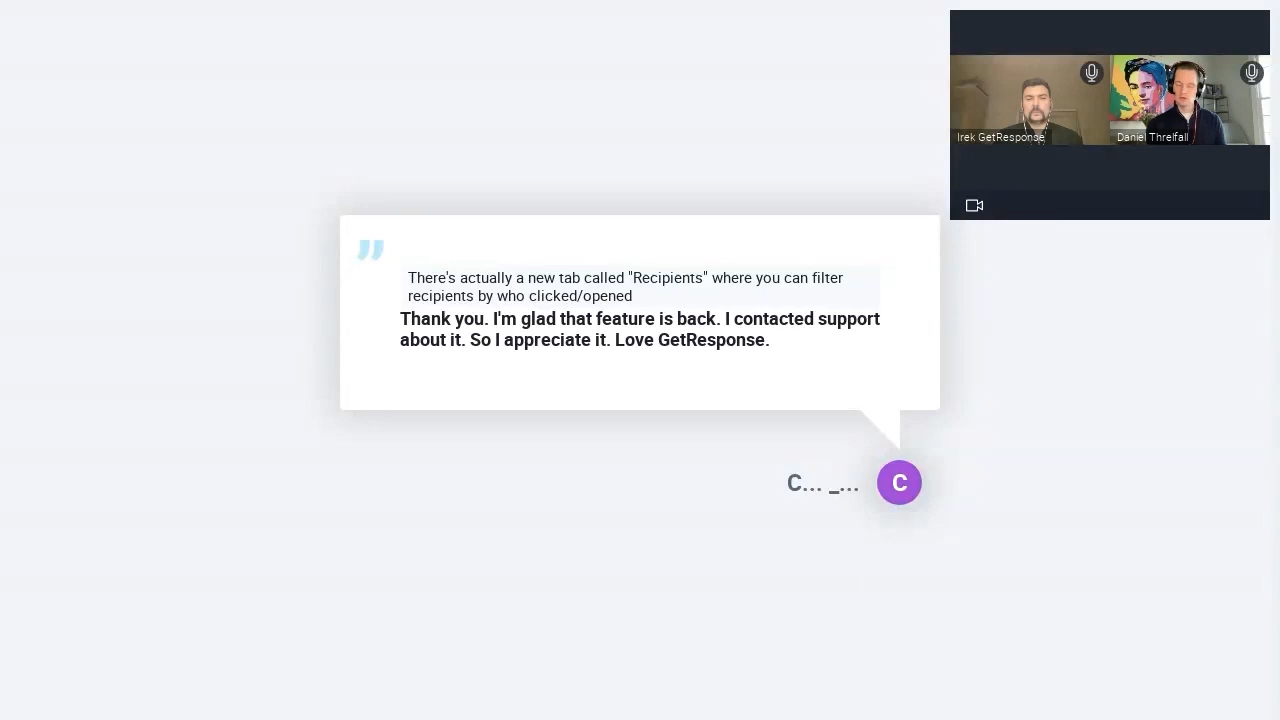 Irek GetResponse
Daniel Threlfall
There's actually a new tab called "Recipients" where you can filter
recipients by who clicked/opened
Thank you. I'm glad that feature is back. I contacted support
about it. So I appreciate it. Love GetResponse.
C... _...
C